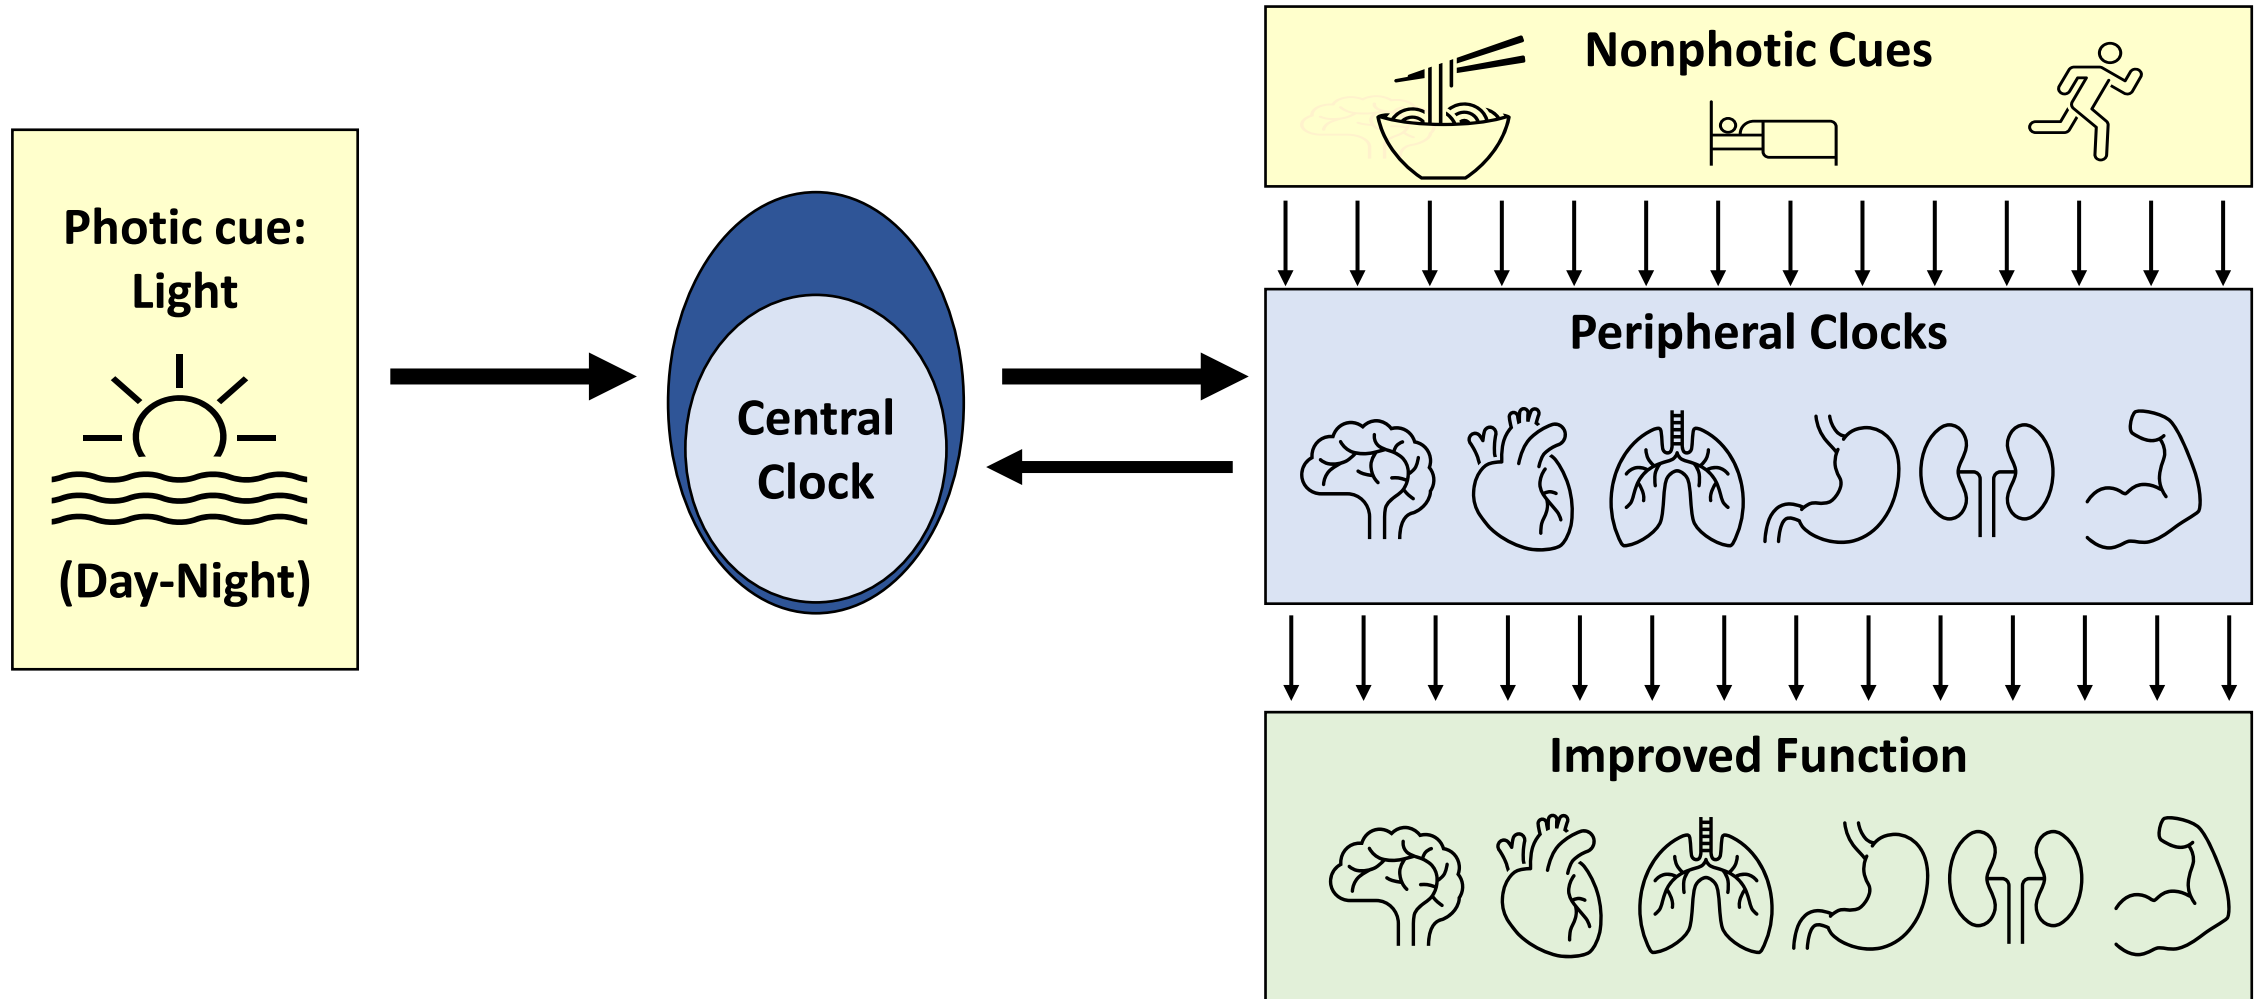 Nonphotic Cues
Photic cue:
Light
(Day-Night)
Central
Clock
Peripheral Clocks
Improved Function